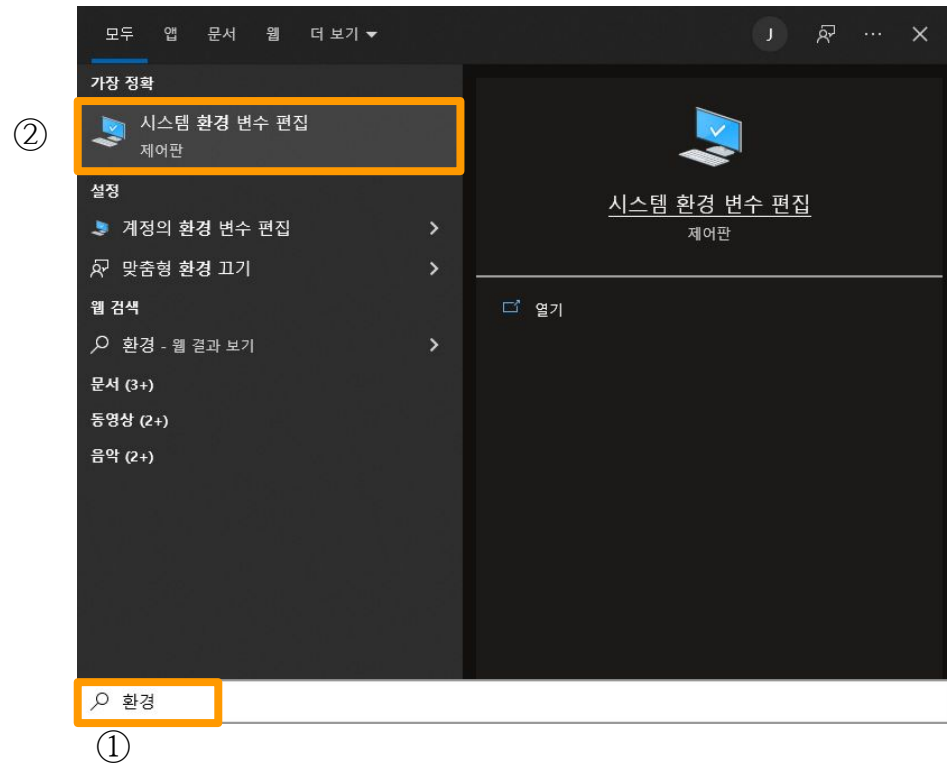 모두 앱 문서 웹 더 보기
J
가장 정확
② 시스템 환경 변수 편집
제어판
설정
계정의 환경 변수 편집
맞춤형 환경 끄기
웹 검색
환경 - 웹 결과 보기
문서 (3+)
동영상 (2+)
음악 (2+)
시스템 환경 변수 편집
제어판
열기
환경
①